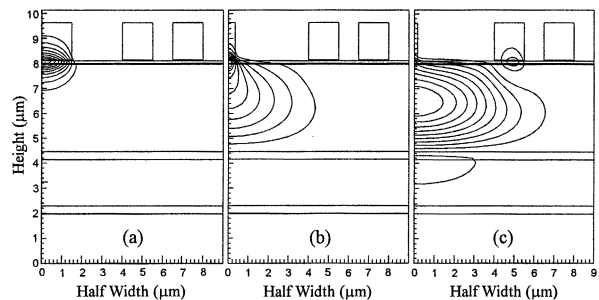 10
9
8
7
6
5
4
3
2
1
0
Height (μm)
(a)
(b)
(c)
0 1 2 3 4 5 6 7 8
0 1 2 3 4 5 6 7 8
0 1 2 3 4 5 6 7 8 9
Half Width (μm)
Half Width (μm)
Half Width (μm)